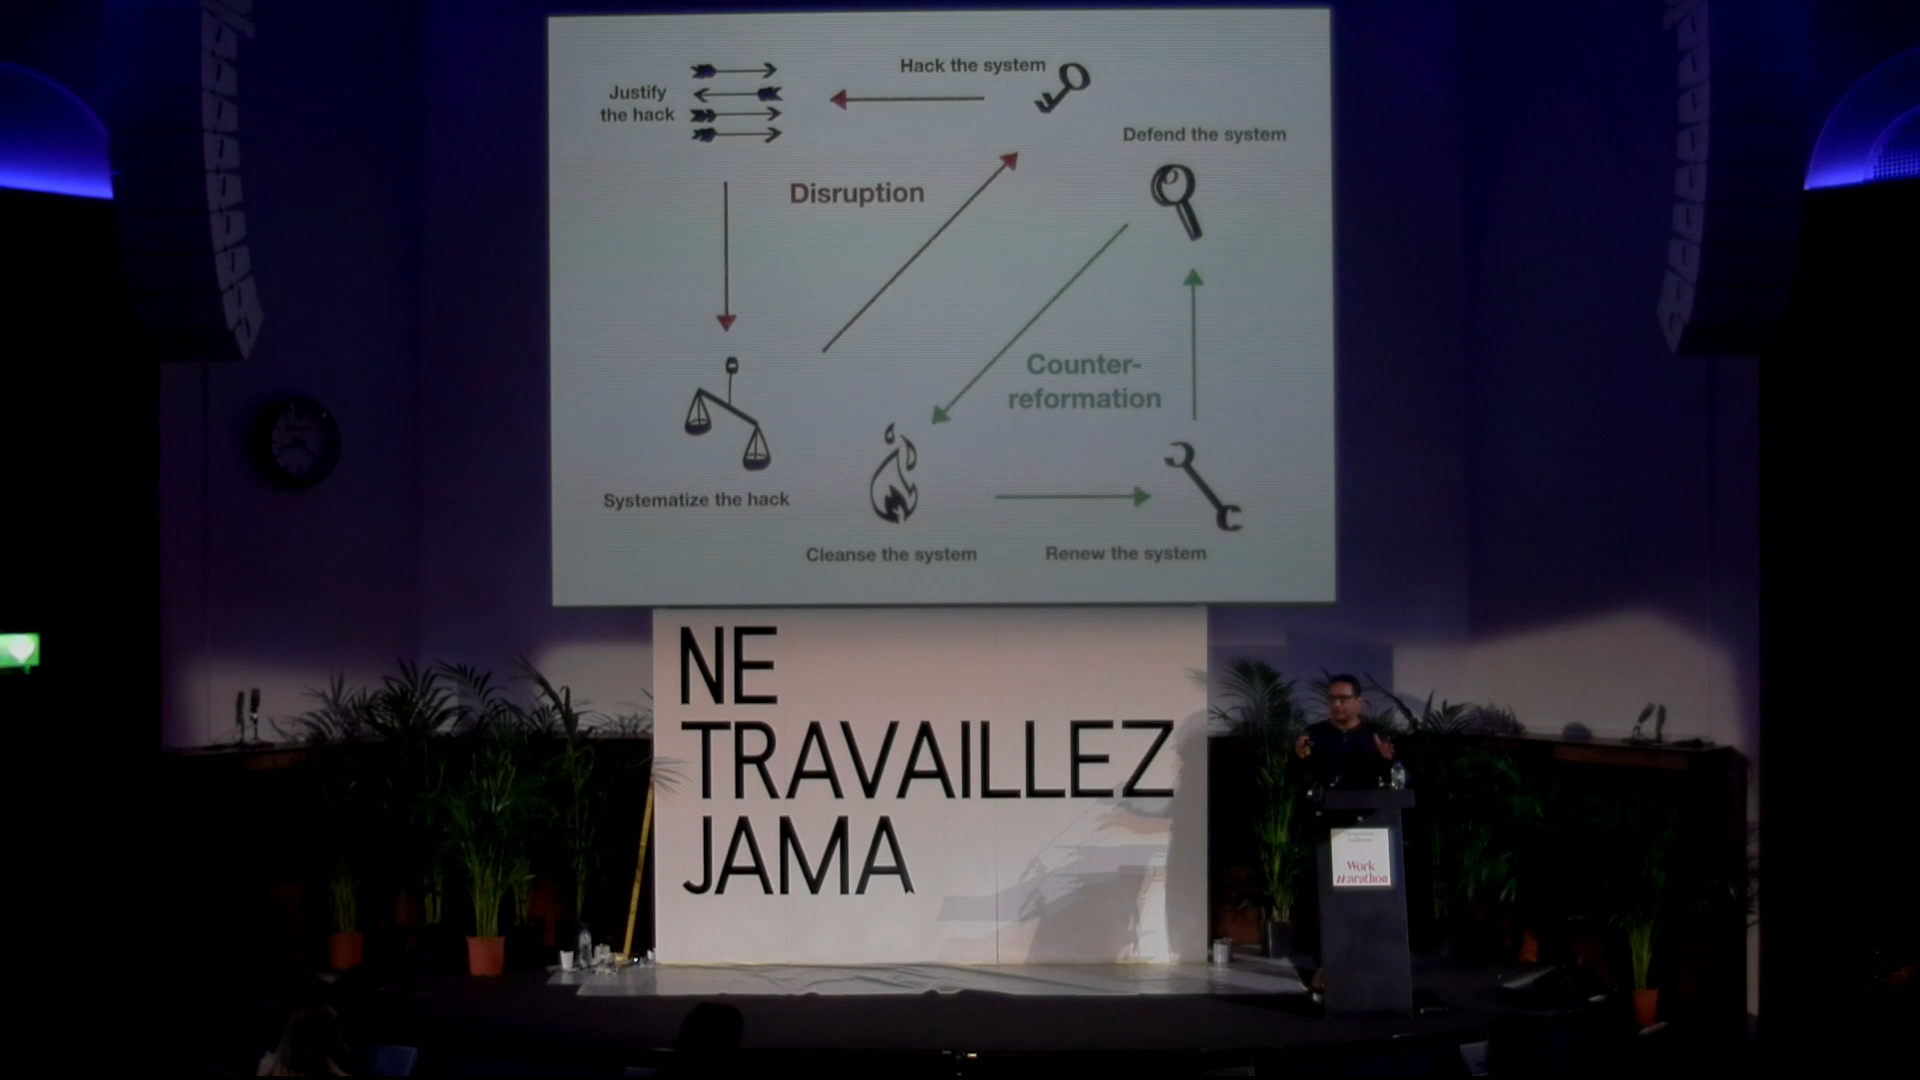 Hack the system
Justify
the hack
Defend the system
Disruption
Counter-
reformation
Systematize the hack
Cleanse the system
Renew the system
NE
TRAVAILLEZ
JAMA
Work
Marathon